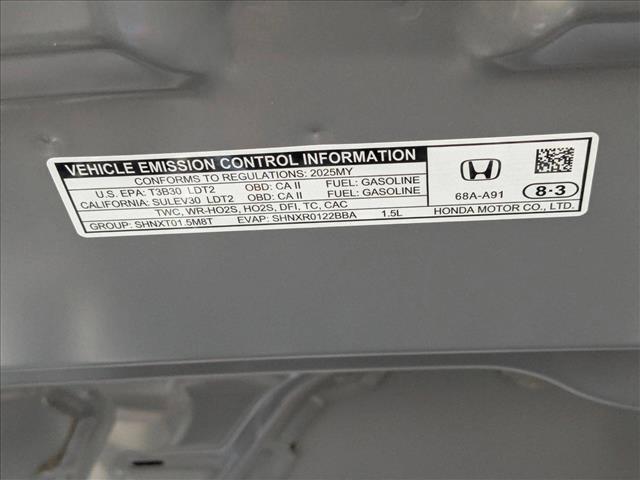 VEHICLE EMISSION CONTROL INFORMATION
CONFORMS TO REGULATIONS: 2025MY
U.S. EPA: T3B30 LDT2 OBD: CA II FUEL: GASOLINE
CALIFORNIA: SULEV30 LDT2 OBD: CA II FUEL: GASOLINE
TWC, WR-HO2S, HO2S, DFI, TC, CAC
GROUP: SHNXT01.5M8T EVAP: SHNXR0122BBA 1.5L
68A-A91 8·3
HONDA MOTOR CO., LTD.